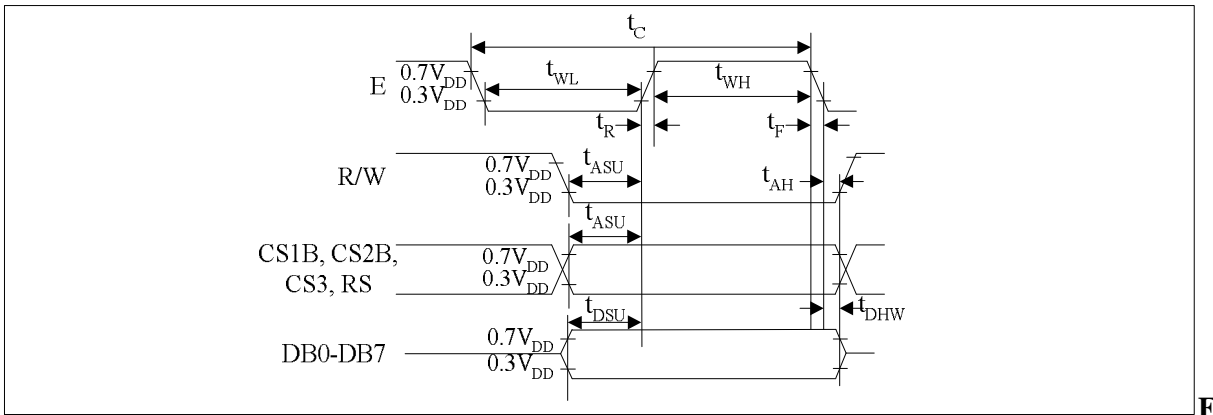 t_C
E 0.7V_DD t_WL t_WH
0.3V_DD
t_R t_F
R/W 0.7V_DD t_ASU t_AH
0.3V_DD
t_ASU
CS1B, CS2B,
CS3, RS
0.7V_DD
0.3V_DD
t_DSU t_DHW
DB0-DB7 0.7V_DD
0.3V_DD